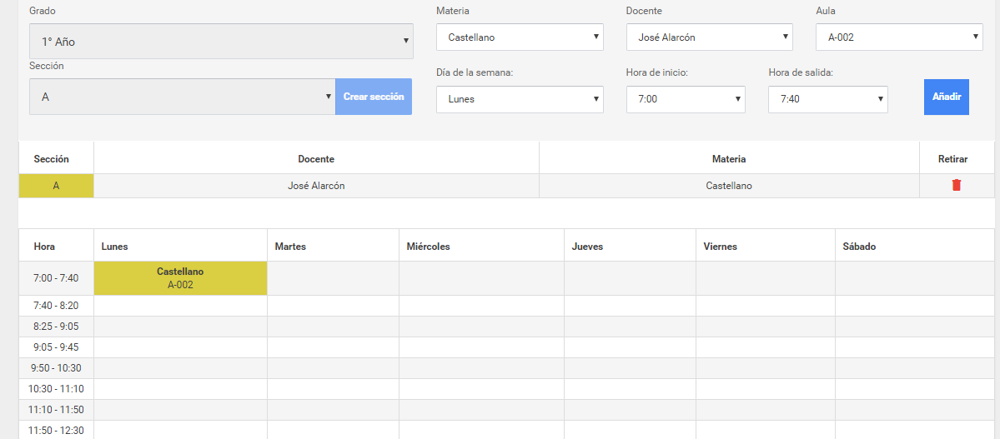 Grado Materia Docente Aula
1° Año Castellano José Alarcón A-002
Sección
Día de la semana: Hora de inicio: Hora de salida:
A Crear sección Lunes 7:00 7:40 Añadir
Sección Docente Materia Retirar
A José Alarcón Castellano
Hora Lunes Martes Miércoles Jueves Viernes Sábado
7:00 - 7:40 Castellano
A-002
7:40 - 8:20
8:25 - 9:05
9:05 - 9:45
9:50 - 10:30
10:30 - 11:10
11:10 - 11:50
11:50 - 12:30